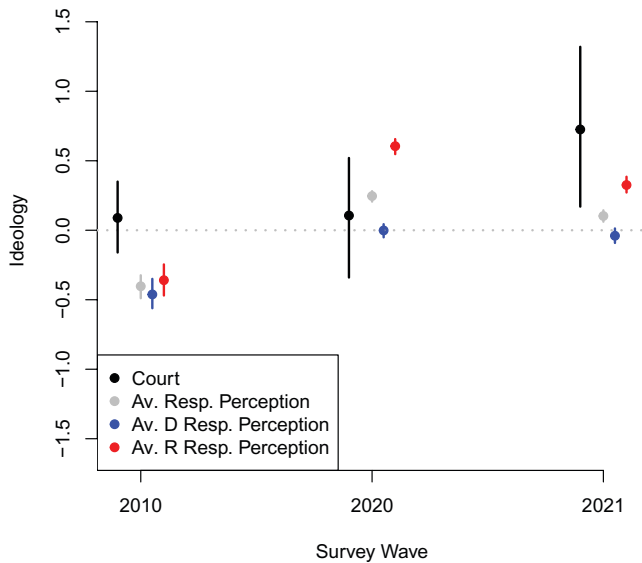 1.5
1.0
0.5
0.0
−0.5
−1.0
−1.5
Ideology
Court
Av. Resp. Perception
Av. D Resp. Perception
Av. R Resp. Perception
2010
2020
2021
Survey Wave